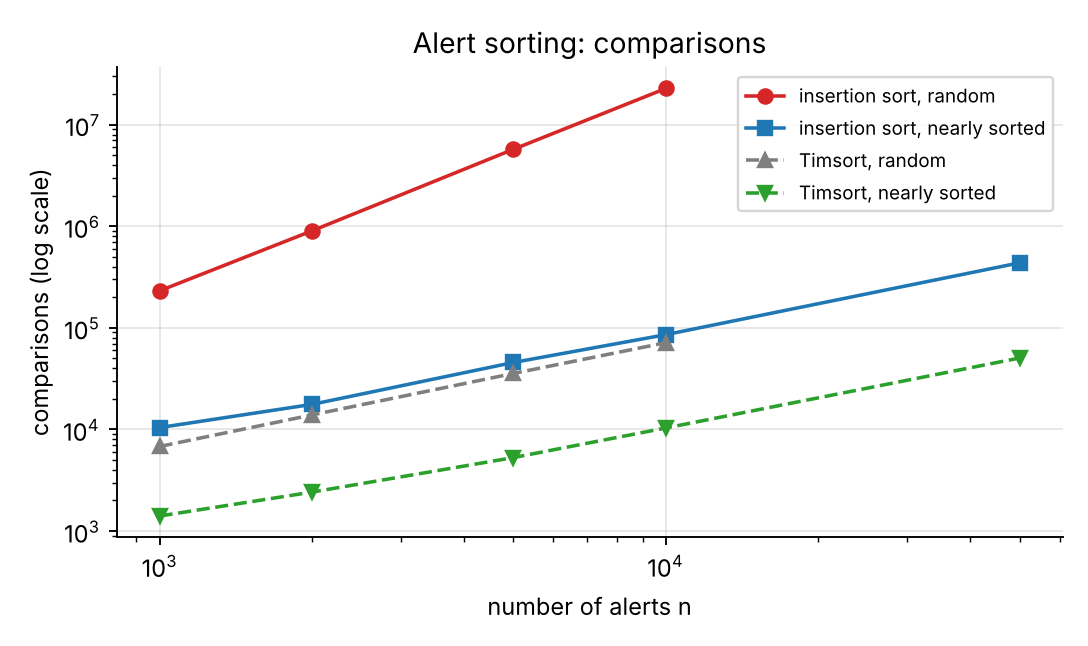 Alert sorting: comparisons
insertion sort, random
insertion sort, nearly sorted
Timsort, random
Timsort, nearly sorted
comparisons (log scale)
10⁷
10⁶
10⁵
10⁴
10³
10³
10⁴
number of alerts n